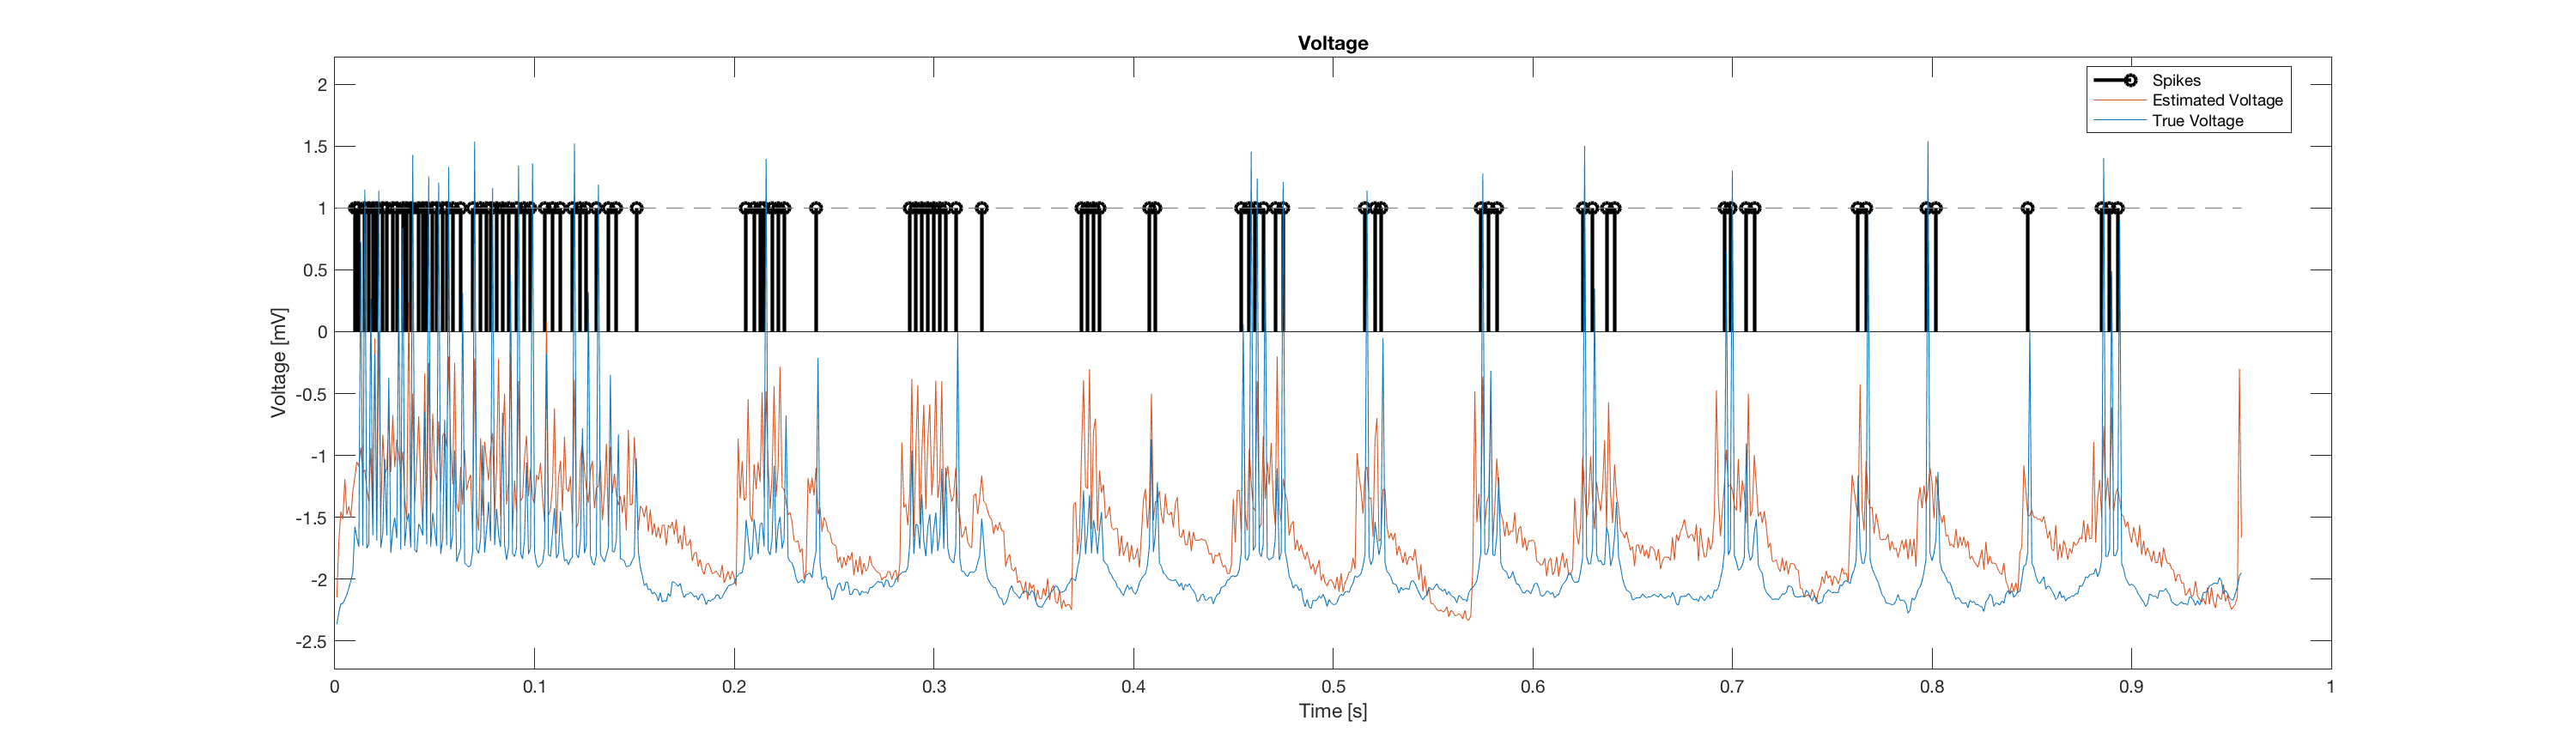 Voltage
Spikes
Estimated Voltage
True Voltage
2
1.5
1
0.5
0
-0.5
-1
-1.5
-2
-2.5
Voltage [mV]
0 0.1 0.2 0.3 0.4 0.5 0.6 0.7 0.8 0.9 1
Time [s]